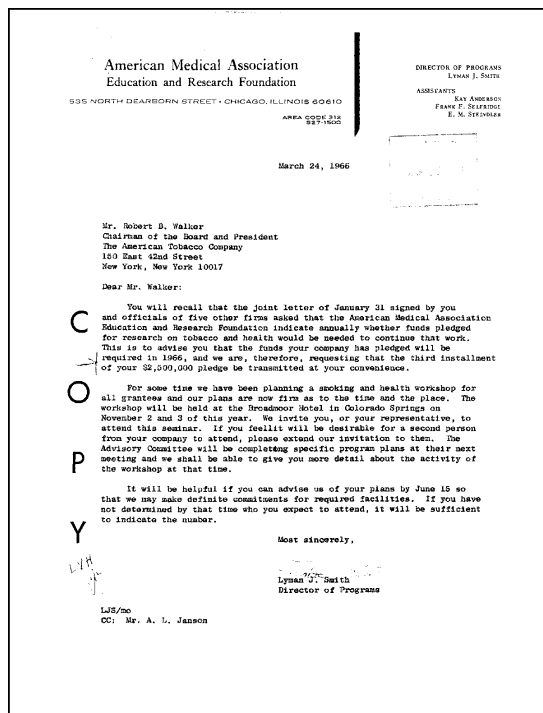 American Medical Association
Education and Research Foundation
535 NORTH DEARBORN STREET • CHICAGO, ILLINOIS 60610
AREA CODE 312
527-1500
DIRECTOR OF PROGRAMS
LYMAN J. SMITH
ASSISTANTS
KAY ANDERSON
FRANK F. SELFRIDGE
E. M. STEINDLER
March 24, 1966
Mr. Robert B. Walker
Chairman of the Board and President
The American Tobacco Company
150 East 42nd Street
New York, New York 10017
Dear Mr. Walker:
You will recall that the joint letter of January 31 signed by you
and officials of five other firms asked that the American Medical Association
Education and Research Foundation indicate annually whether funds pledged
for research on tobacco and health would be needed to continue that work.
This is to advise you that the funds your company has pledged will be
required in 1966, and we are, therefore, requesting that the third installment
of your $2,500,000 pledge be transmitted at your convenience.
For some time we have been planning a smoking and health workshop for
all grantees and our plans are now firm as to the time and the place. The
workshop will be held at the Broadmoor Hotel in Colorado Springs on
November 2 and 3 of this year. We invite you, or your representative, to
attend this seminar. If you feellit will be desirable for a second person
from your company to attend, please extend our invitation to them. The
Advisory Committee will be completing specific program plans at their next
meeting and we shall be able to give you more detail about the activity of
the workshop at that time.
It will be helpful if you can advise us of your plans by June 15 so
that we may make definite commitments for required facilities. If you have
not determined by that time who you expect to attend, it will be sufficient
to indicate the number.
COPY
Most sincerely,
Lyman J. Smith
Director of Programs
LJS/mo
CC: Mr. A. L. Janson